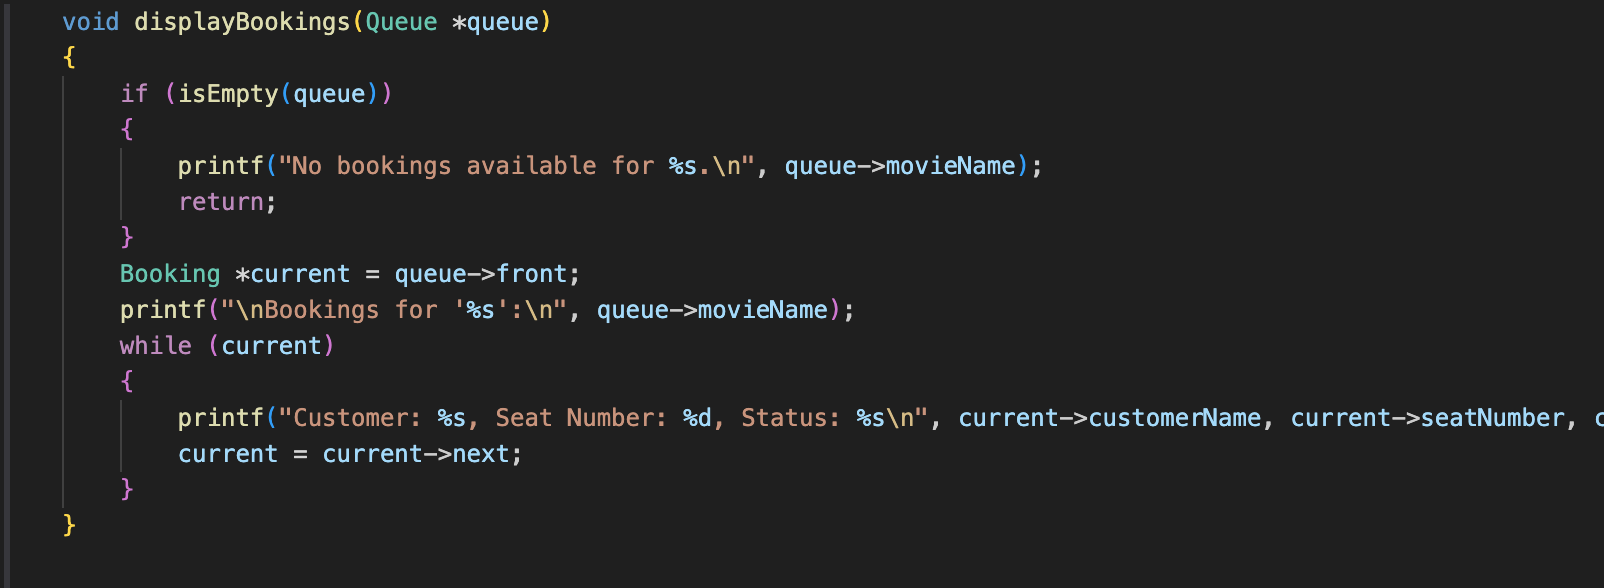 void displayBookings(Queue *queue)
{
    if (isEmpty(queue))
    {
        printf("No bookings available for %s.\n", queue->movieName);
        return;
    }
    Booking *current = queue->front;
    printf("\nBookings for '%s':\n", queue->movieName);
    while (current)
    {
        printf("Customer: %s, Seat Number: %d, Status: %s\n", current->customerName, current->seatNumber,
        current = current->next;
    }
}